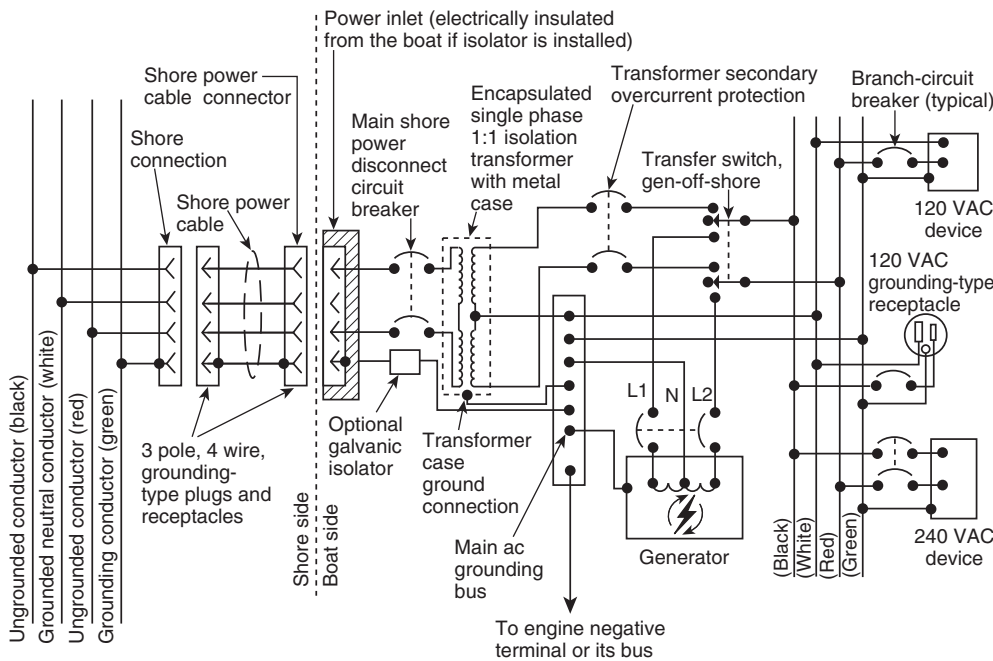 Power inlet (electrically insulated
from the boat if isolator is installed)
Shore power
cable connector
Shore
connection
Shore power
cable
Main shore
power
disconnect
circuit
breaker
Encapsulated
single phase
1:1 isolation
transformer
with metal
case
Transformer secondary
overcurrent protection
Transfer switch,
gen-off-shore
Branch-circuit
breaker (typical)
120 VAC
device
120 VAC
grounding-type
receptacle
Ungrounded conductor (black)
Grounded neutral conductor (white)
Ungrounded conductor (red)
Grounding conductor (green)
3 pole, 4 wire,
grounding-
type plugs and
receptacles
Shore side
Boat side
Optional
galvanic
isolator
Transformer
case
ground
connection
Main ac
grounding
bus
L1
N
L2
Generator
To engine negative
terminal or its bus
(Black)
(White)
(Red)
(Green)
240 VAC
device